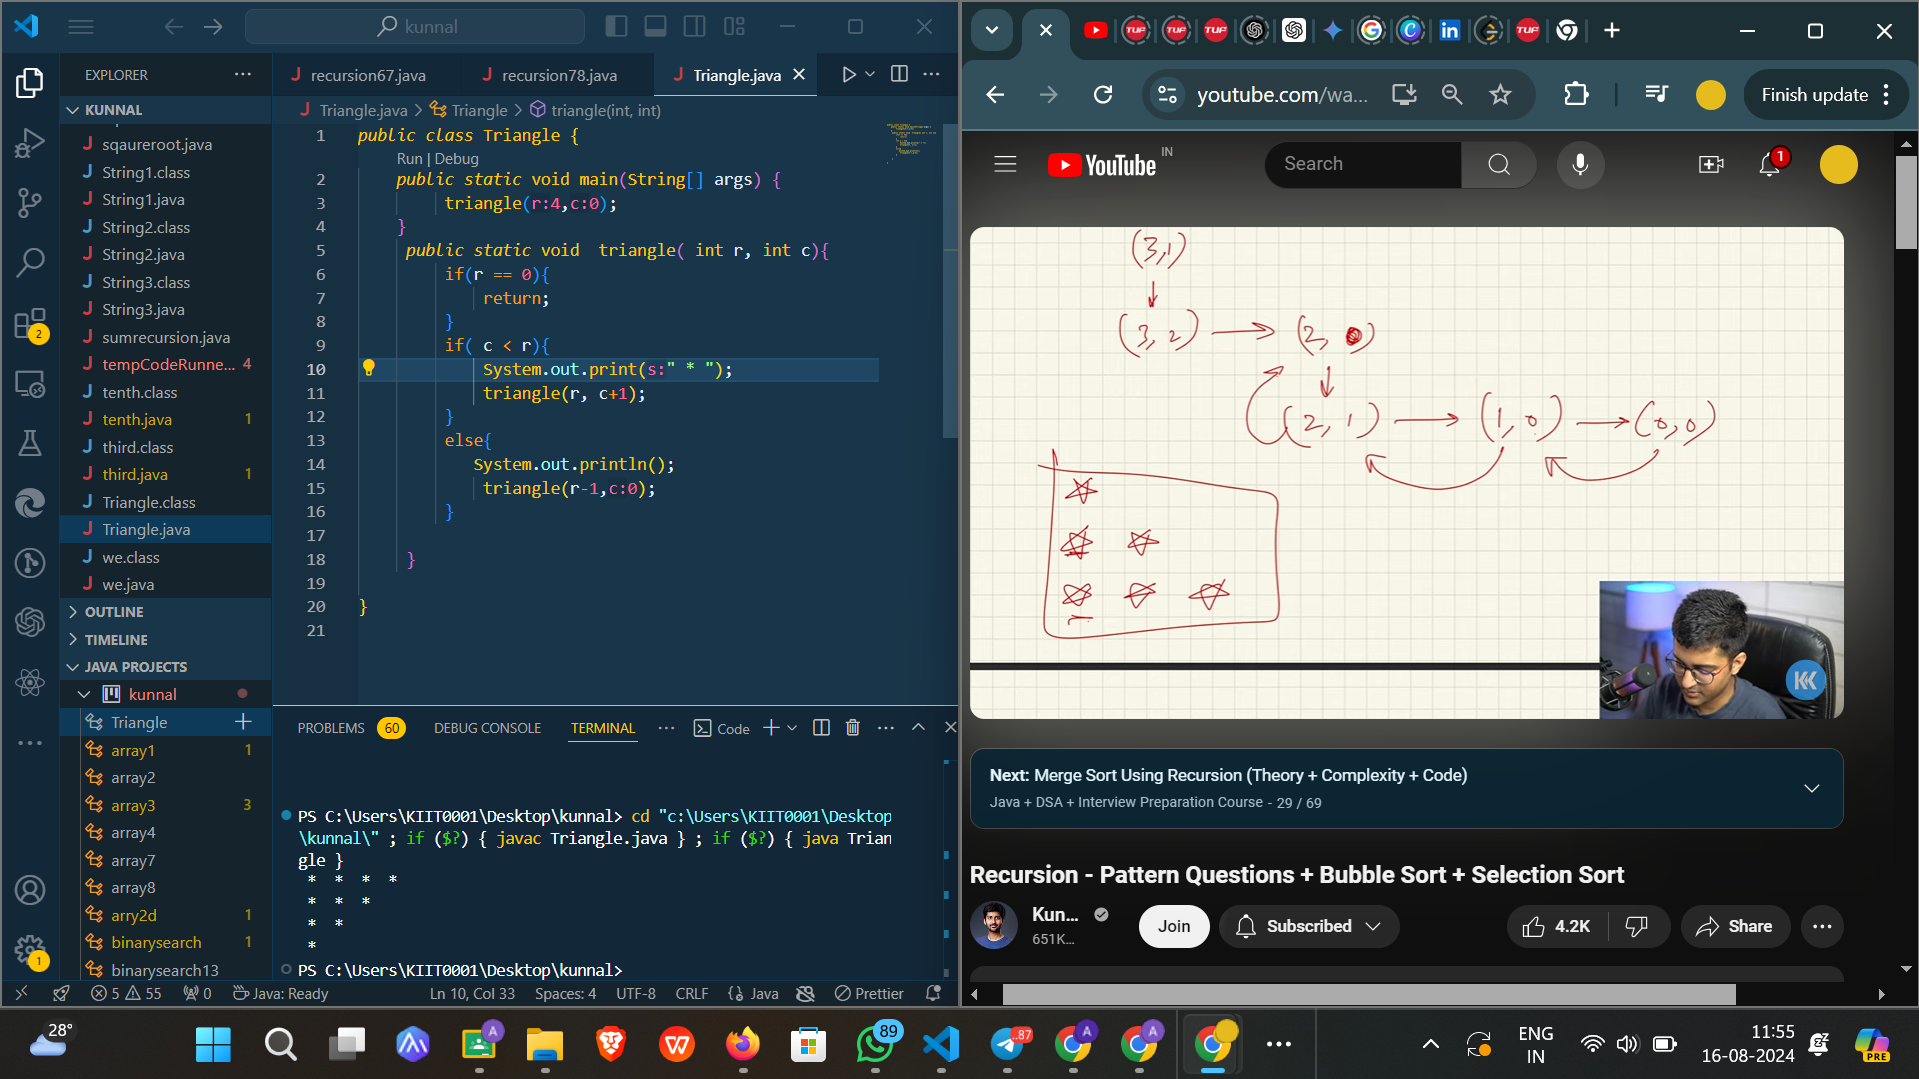 kunnal
EXPLORER
KUNNAL
sqaureroot.java
String1.class
String1.java
String2.class
String2.java
String3.class
String3.java
sumrecursion.java
tempCodeRunne... 4
tenth.class
tenth.java 1
third.class
third.java 1
Triangle.class
Triangle.java
we.class
we.java
OUTLINE
TIMELINE
JAVA PROJECTS
kunnal
Triangle
array1 1
array2
array3 3
array4
array7
array8
arry2d 1
binarysearch 1
binarysearch13
2
1
recursion67.java recursion78.java Triangle.java
Triangle.java > Triangle > triangle(int, int)
1 public class Triangle {
Run | Debug
2 public static void main(String[] args) {
3 triangle(r:4,c:0);
4 }
5 public static void  triangle( int r, int c){
6 if(r == 0){
7 return;
8 }
9 if( c < r){
10 System.out.print(s:" * ");
11 triangle(r, c+1);
12 }
13 else{
14 System.out.println();
15 triangle(r-1,c:0);
16 }
17
18 }
19
20 }
21
PROBLEMS 60 DEBUG CONSOLE TERMINAL Code
PS C:\Users\KIIT0001\Desktop\kunnal> cd "c:\Users\KIIT0001\Desktop
\kunnal\" ; if ($?) { javac Triangle.java } ; if ($?) { java Trian
gle }
* * * *
* * *
* *
*
PS C:\Users\KIIT0001\Desktop\kunnal>
5 55 0 Java: Ready Ln 10, Col 33 Spaces: 4 UTF-8 CRLF Java Prettier
TUF TUF TUF C in TUF
youtube.com/wa... Finish update
YouTube IN Search 1
(3,1)
(3,2) (2,
(2,1) (1,0) (0,0)
KK
Next: Merge Sort Using Recursion (Theory + Complexity + Code)
Java + DSA + Interview Preparation Course - 29 / 69
Recursion - Pattern Questions + Bubble Sort + Selection Sort
Kun...
651K...
Join Subscribed 4.2K Share
28° A W 89 ..87 A A
ENG
IN
11:55
16-08-2024
PRE